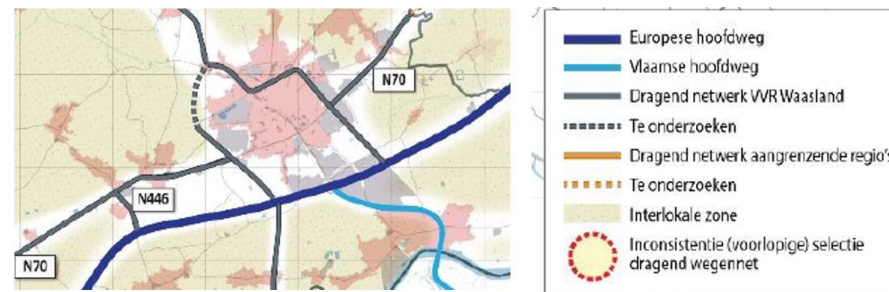 N70
N446
N70
Europese hoofdweg
Vlaamse hoofdweg
Dragend netwerk VVR Waasland
Te onderzoeken
Dragend netwerk aangrenzende regio's
Te onderzoeken
Interlokale zone
Inconsistentie (voorlopige) selectie
dragend wegennet